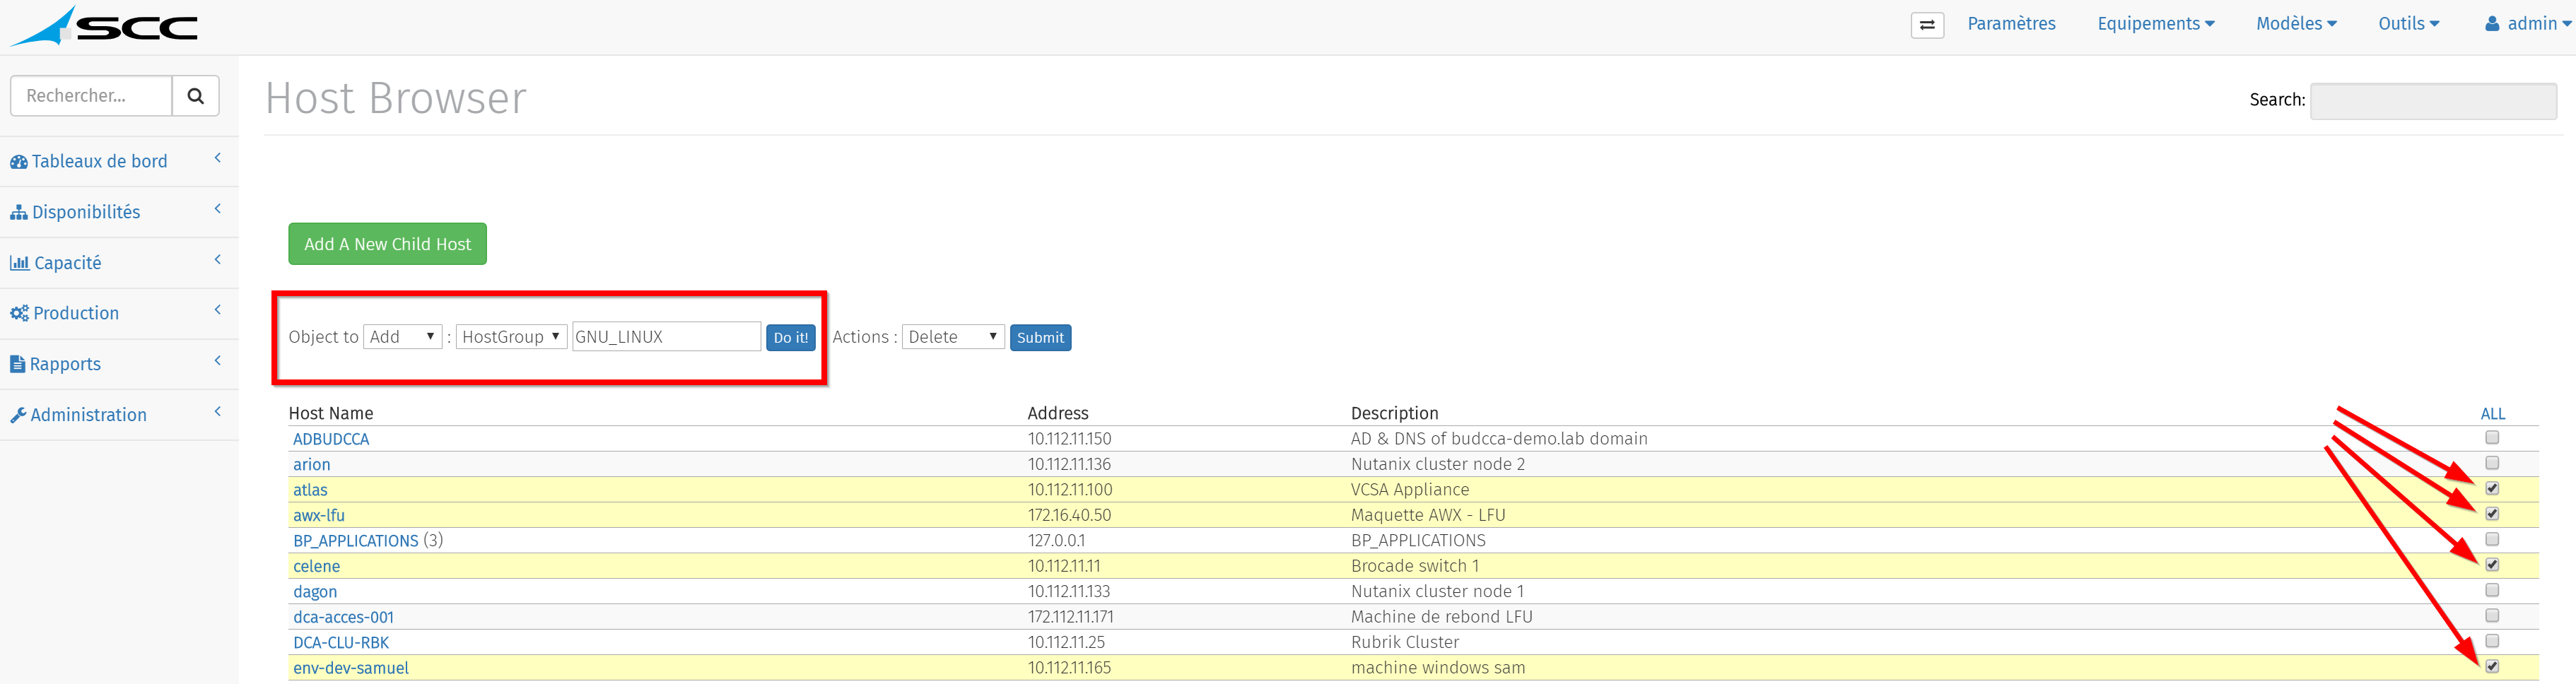 SCC
Paramètres Equipements Modèles Outils admin
Rechercher...
Host Browser
Search:
Tableaux de bord
Disponibilités
Capacité
Production
Rapports
Administration
Add A New Child Host
Object to Add : HostGroup GNU_LINUX Do it! Actions : Delete Submit
Host Name Address Description ALL
ADBUDCCA 10.112.11.150 AD & DNS of budcca-demo.lab domain
arion 10.112.11.136 Nutanix cluster node 2
atlas 10.112.11.100 VCSA Appliance
awx-lfu 172.16.40.50 Maquette AWX - LFU
BP_APPLICATIONS (3) 127.0.0.1 BP_APPLICATIONS
celene 10.112.11.11 Brocade switch 1
dagon 10.112.11.133 Nutanix cluster node 1
dca-acces-001 172.112.11.171 Machine de rebond LFU
DCA-CLU-RBK 10.112.11.25 Rubrik Cluster
env-dev-samuel 10.112.11.165 machine windows sam